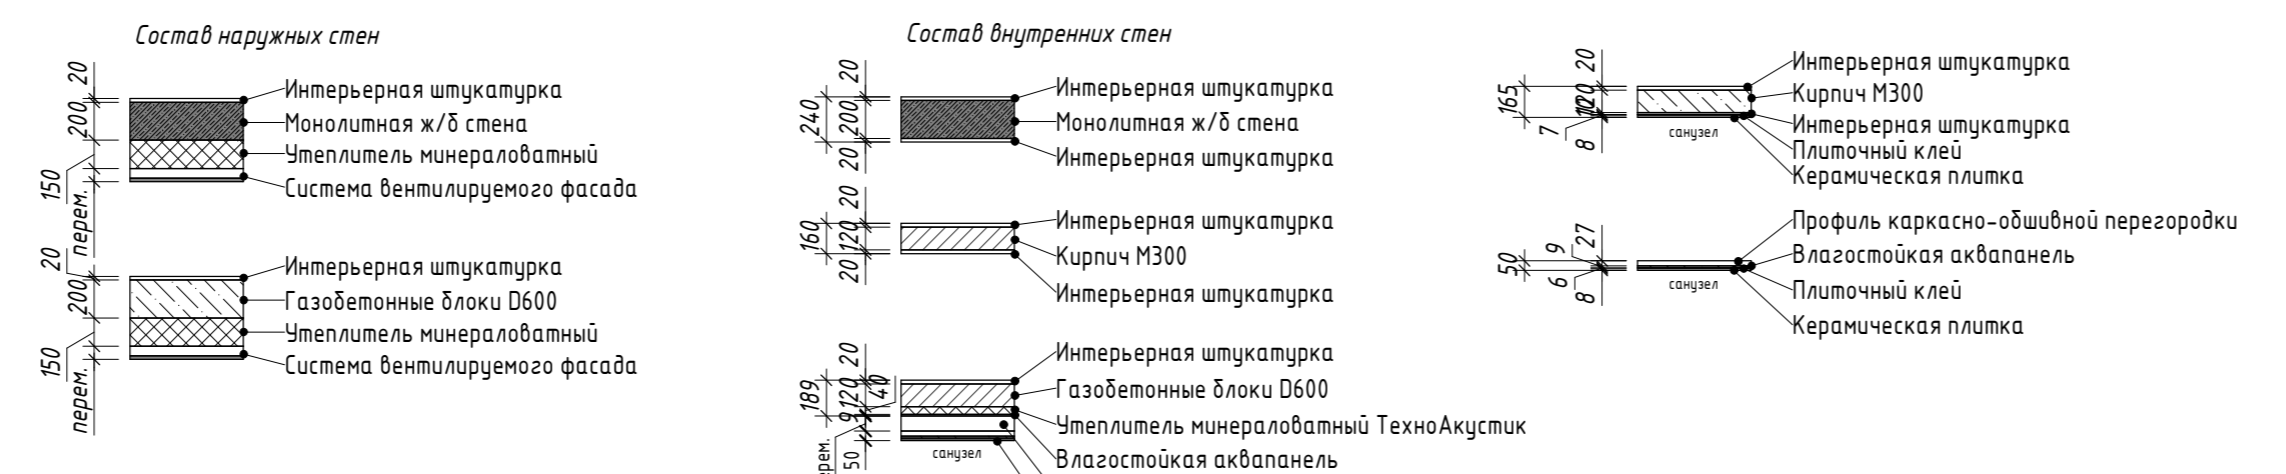 Состав наружных стен
20
200
150
перем.
Интерьерная штукатурка
Монолитная ж/б стена
Утеплитель минераловатный
Система вентилируемого фасада
20
200
150
перем.
Интерьерная штукатурка
Газобетонные блоки D600
Утеплитель минераловатный
Система вентилируемого фасада
Состав внутренних стен
20
240
200
20
Интерьерная штукатурка
Монолитная ж/б стена
Интерьерная штукатурка
20
160
120
20
Интерьерная штукатурка
Кирпич М300
Интерьерная штукатурка
20
189
120
40
9
50
санузел
Интерьерная штукатурка
Газобетонные блоки D600
Утеплитель минераловатный ТехноАкустик
Влагостойкая аквапанель
20
165
120
7
8
санузел
Интерьерная штукатурка
Кирпич М300
Интерьерная штукатурка
Плиточный клей
Керамическая плитка
27
9
50
6
8
санузел
Профиль каркасно-обшивной перегородки
Влагостойкая аквапанель
Плиточный клей
Керамическая плитка